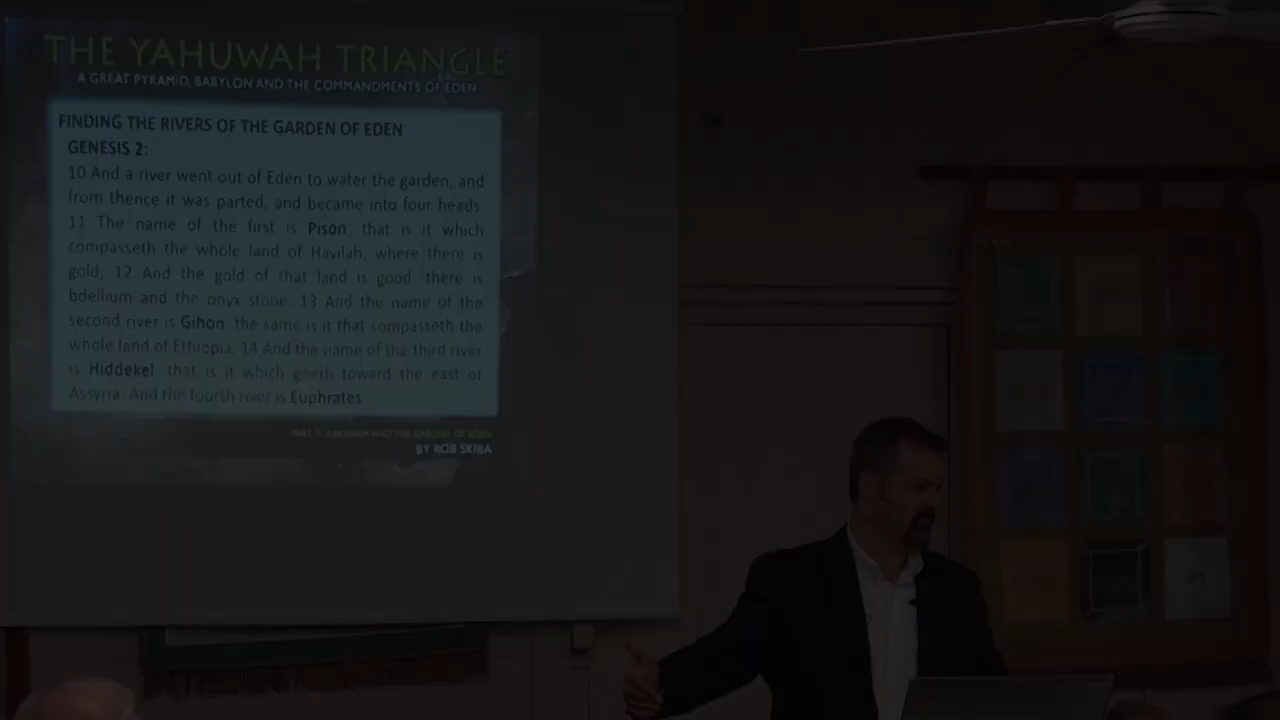 THE YAHUWAH TRIANGLE
A GREAT PYRAMID, BABYLON AND THE COMMANDMENTS OF EDEN
FINDING THE RIVERS OF THE GARDEN OF EDEN
GENESIS 2:
10 And a river went out of Eden to water the garden, and
from thence it was parted, and became into four heads.
11 The name of the first is Pison: that is it which
compasseth the whole land of Havilah, where there is
gold; 12 And the gold of that land is good: there is
bdellium and the onyx stone. 13 And the name of the
second river is Gihon: the same is it that compasseth the
whole land of Ethiopia. 14 And the name of the third river
is Hiddekel: that is it which goeth toward the east of
Assyria. And the fourth river is Euphrates.
AND THE GARDEN OF EDEN
BY ROB SKIBA